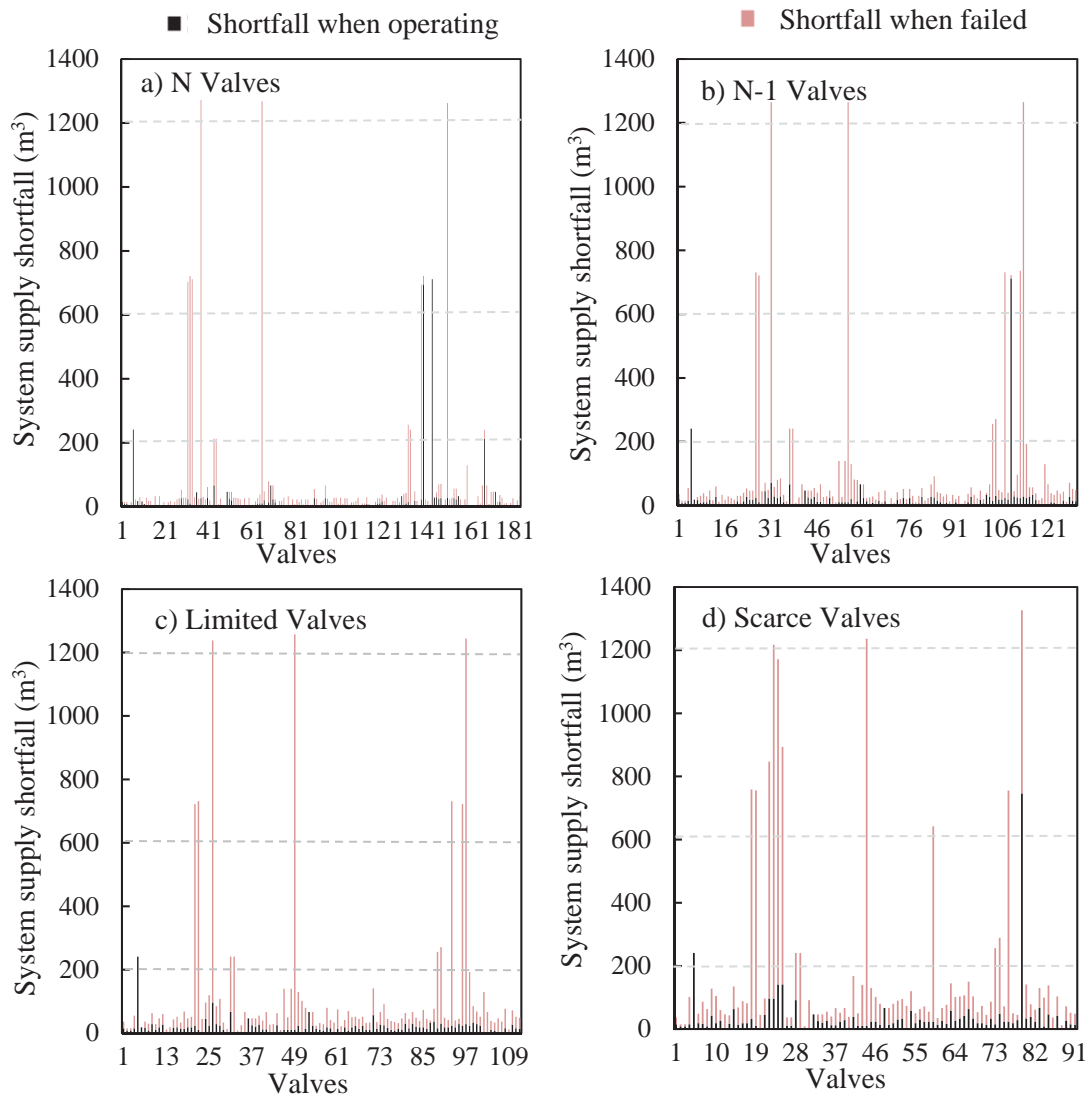 Shortfall when operating
Shortfall when failed
a) N Valves
System supply shortfall (m³)
1400
1200
1000
800
600
400
200
0
1 21 41 61 81 101 121 141 161 181
Valves
b) N-1 Valves
System supply shortfall (m³)
1400
1200
1000
800
600
400
200
0
1 16 31 46 61 76 91 106 121
Valves
c) Limited Valves
System supply shortfall (m³)
1400
1200
1000
800
600
400
200
0
1 13 25 37 49 61 73 85 97 109
Valves
d) Scarce Valves
System supply shortfall (m³)
1400
1200
1000
800
600
400
200
0
1 10 19 28 37 46 55 64 73 82 91
Valves